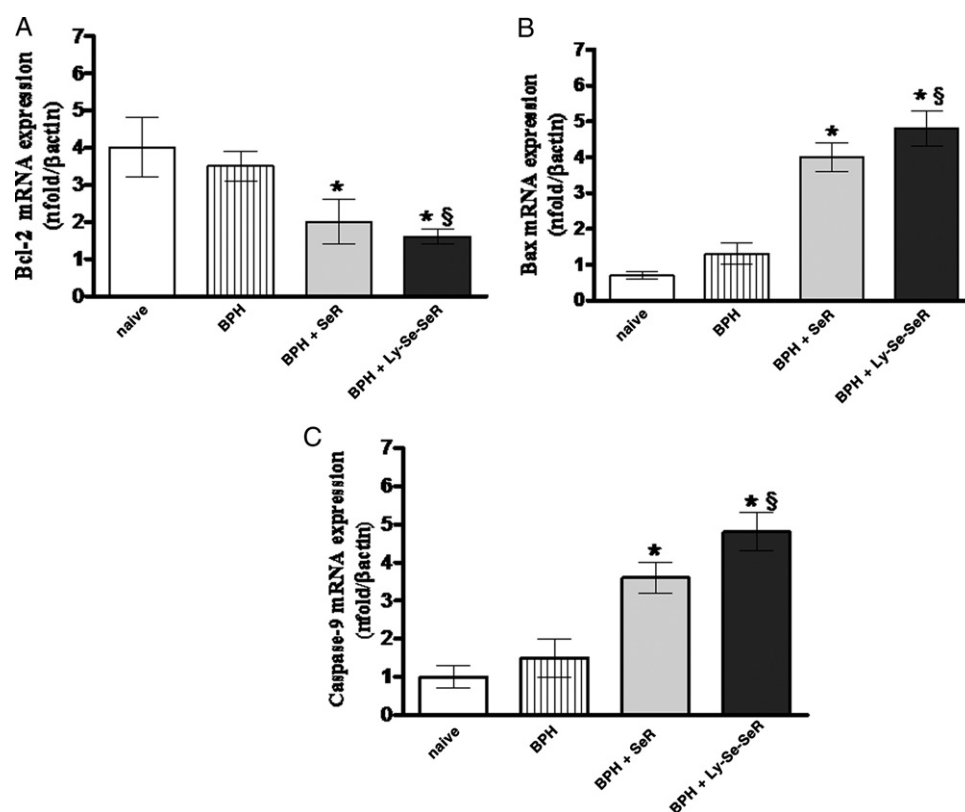 A
Bcl-2 mRNA expression
(nfold/βactin)
7
6
5
4
3
2
1
0
*
* §
naive
BPH
BPH + SeR
BPH + Ly-Se-SeR
B
Bax mRNA expression
(nfold/βactin)
7
6
5
4
3
2
1
0
*
* §
naive
BPH
BPH + SeR
BPH + Ly-Se-SeR
C
Caspase-9 mRNA expression
(nfold/βactin)
7
6
5
4
3
2
1
0
*
* §
naive
BPH
BPH + SeR
BPH + Ly-Se-SeR